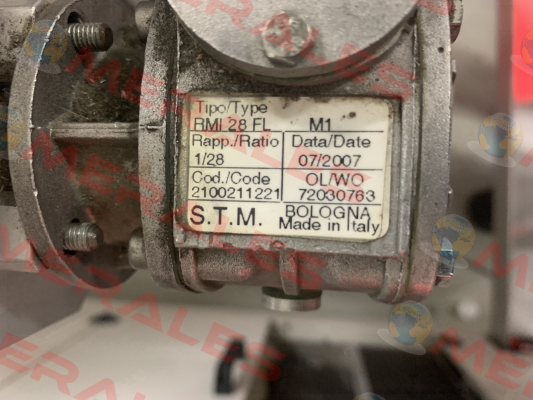 Tipo/Type
RMI 28 FL M1
Rapp./Ratio Data/Date
1/28 07/2007
Cod./Code OL/WO
2100211221 72030763
S.T.M. BOLOGNA
Made in Italy
MERALES